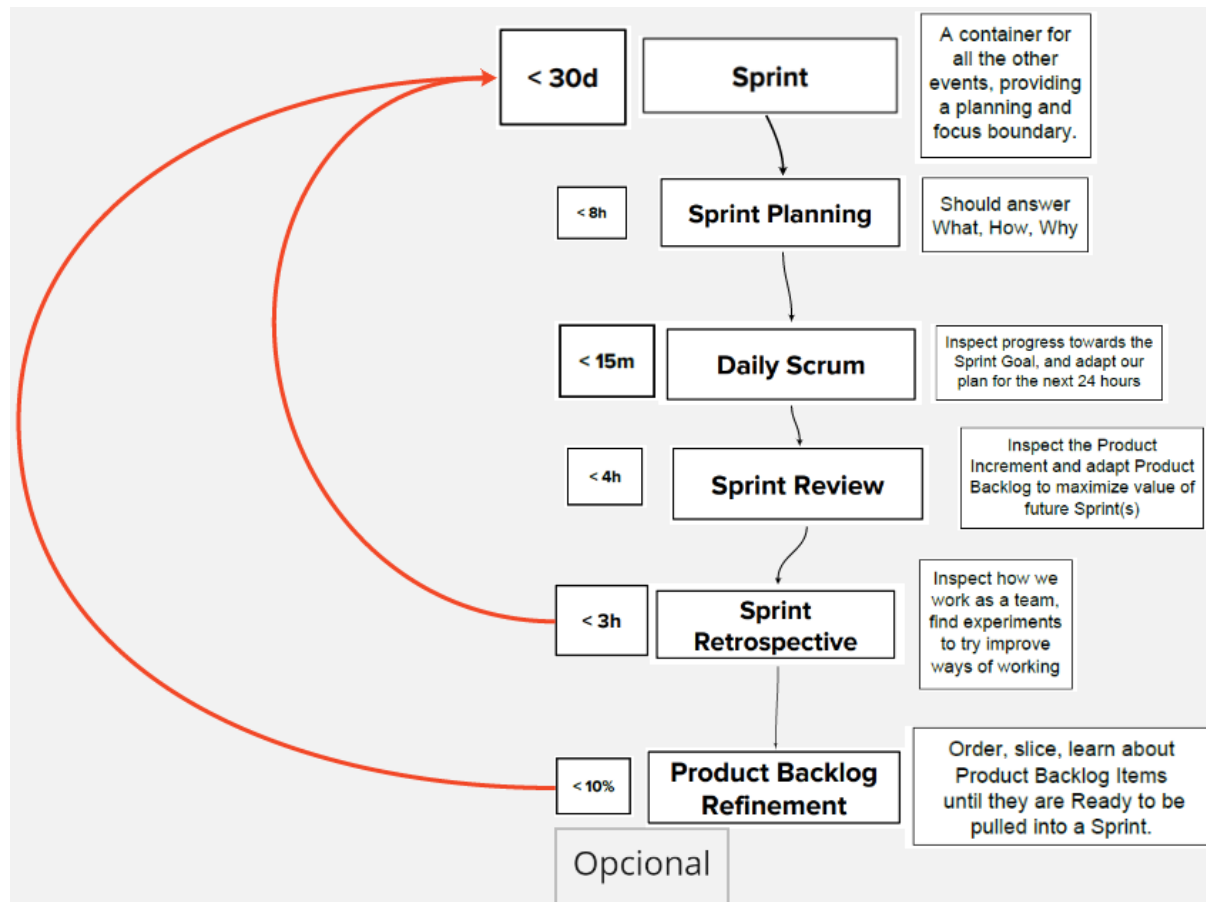 < 30d
Sprint
A container for
all the other
events, providing
a planning and
focus boundary.
< 8h
Sprint Planning
Should answer
What, How, Why
< 15m
Daily Scrum
Inspect progress towards the
Sprint Goal, and adapt our
plan for the next 24 hours
< 4h
Sprint Review
Inspect the Product
Increment and adapt Product
Backlog to maximize value of
future Sprint(s)
< 3h
Sprint
Retrospective
Inspect how we
work as a team,
find experiments
to try improve
ways of working
< 10%
Product Backlog
Refinement
Order, slice, learn about
Product Backlog Items
until they are Ready to be
pulled into a Sprint.
Opcional